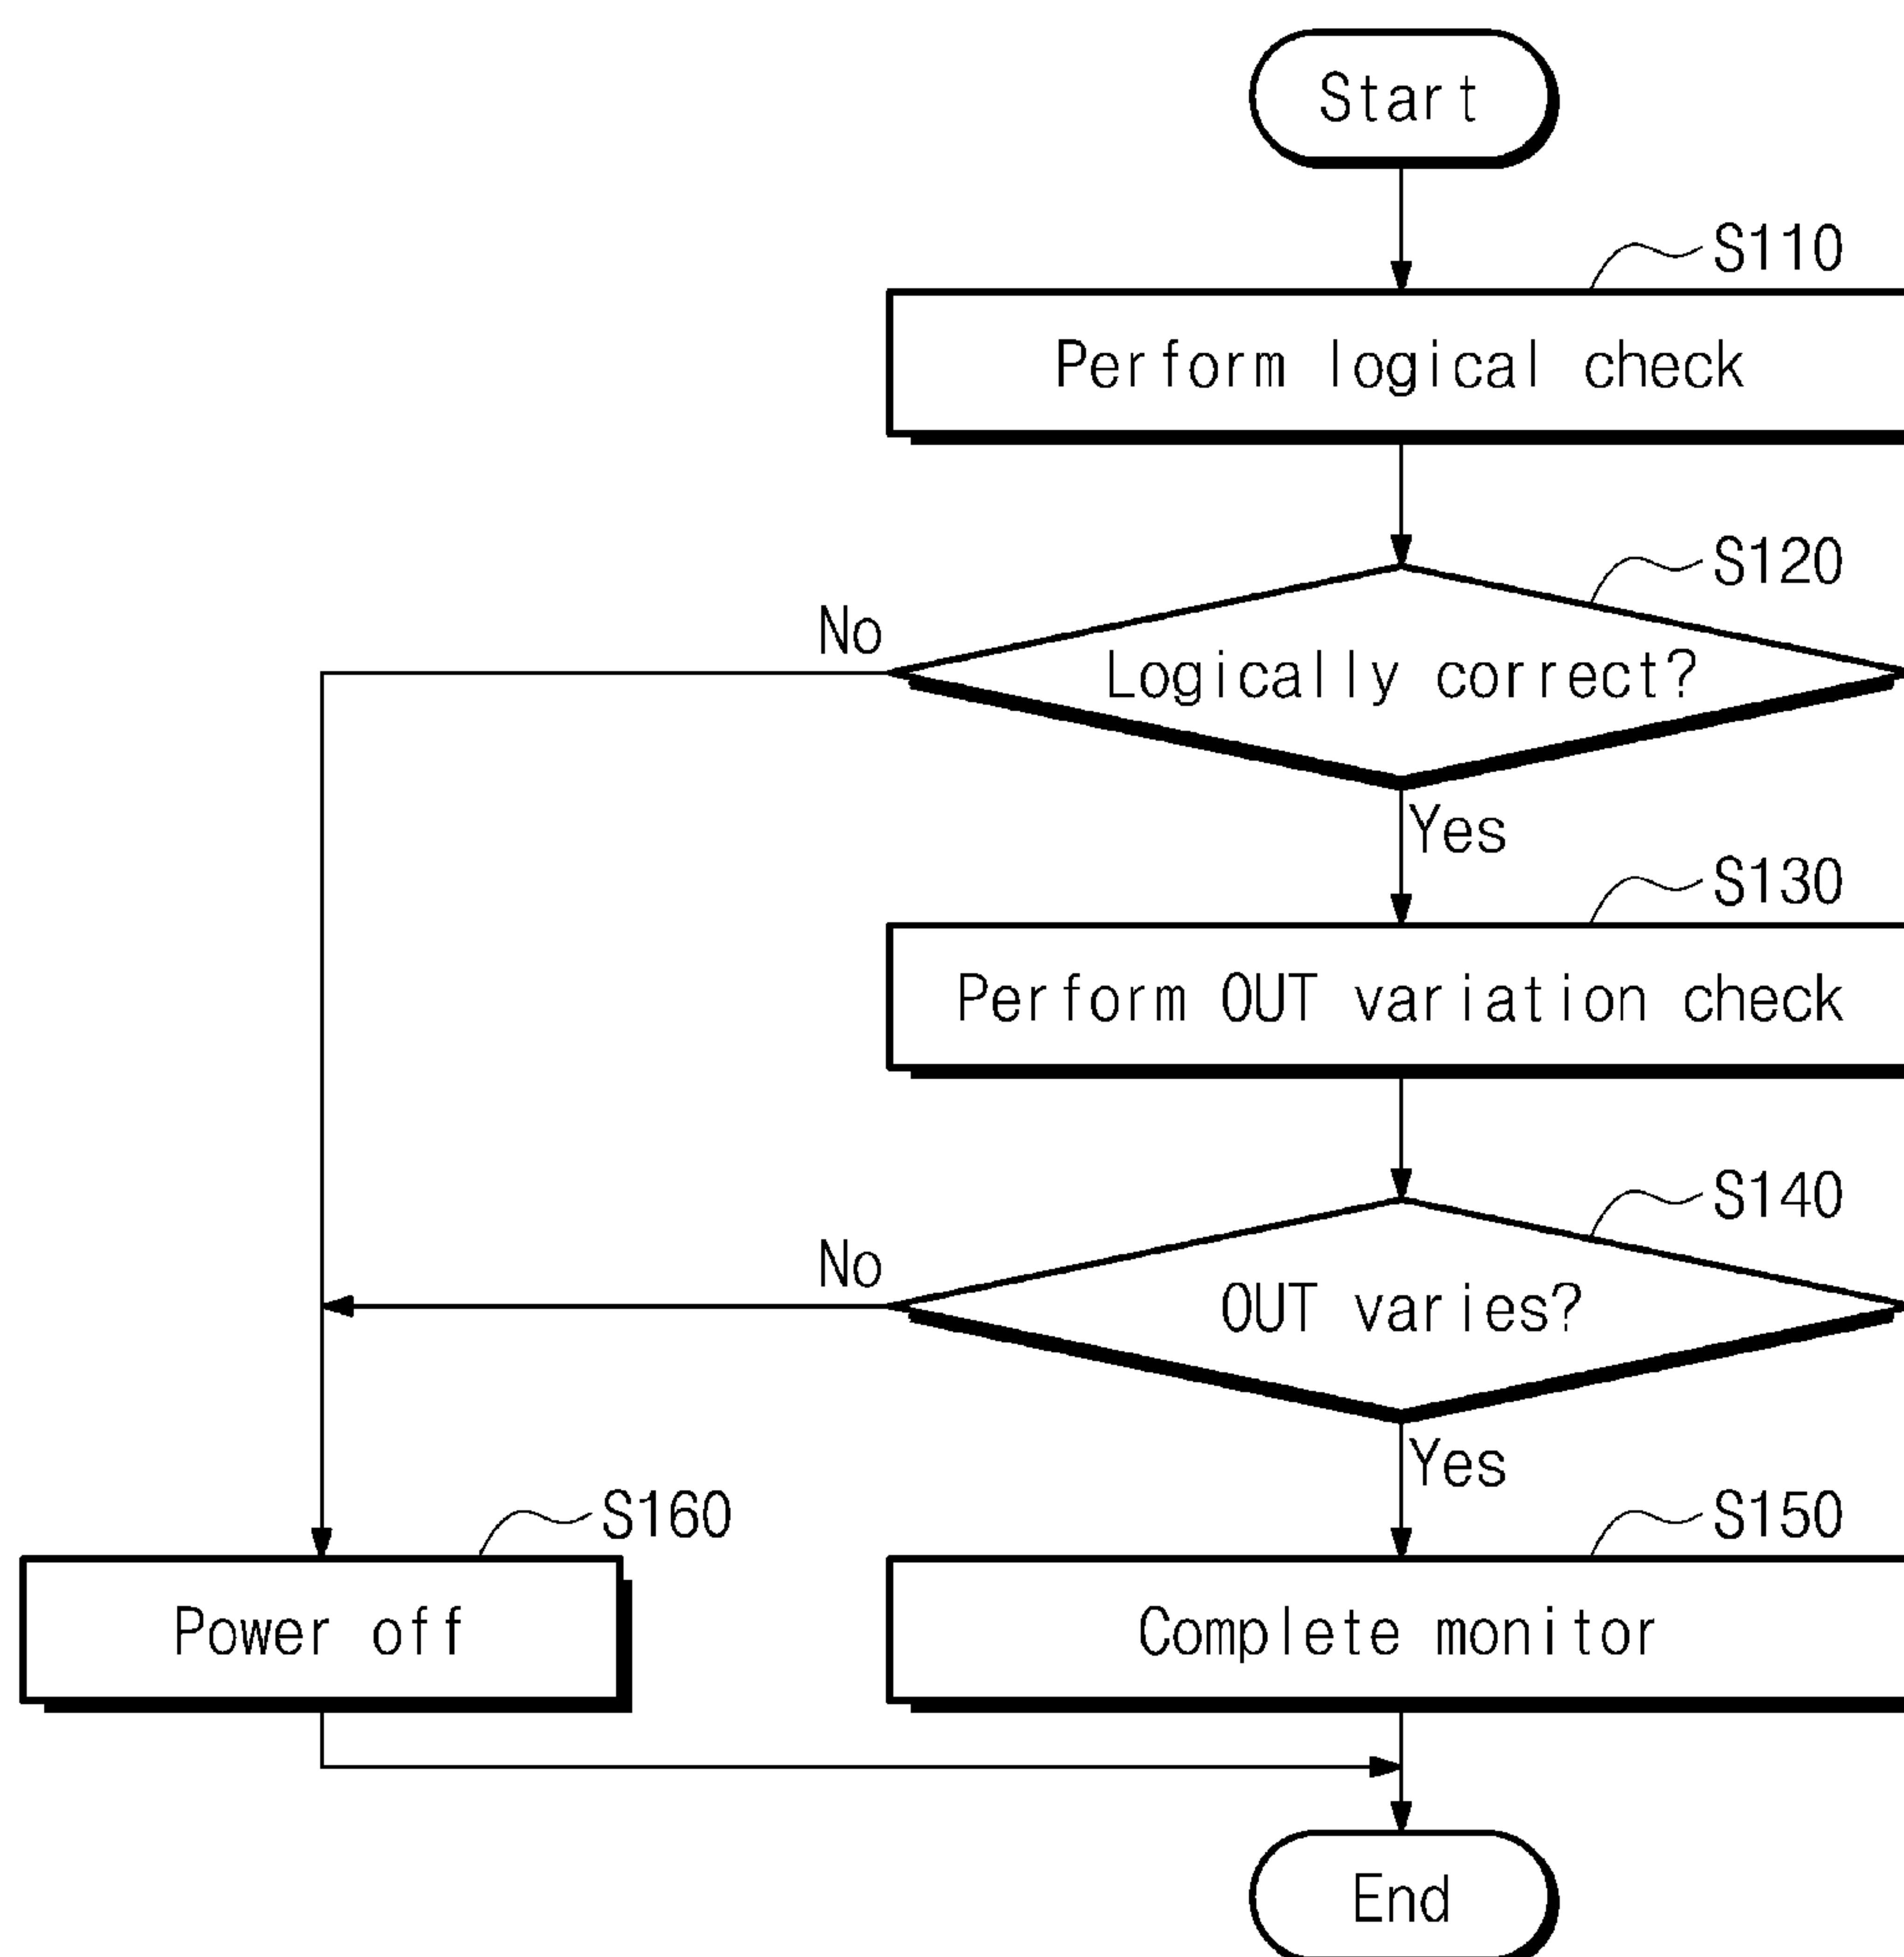 Start
S110
Perform logical check
S120
No
Logically correct?
Yes
S130
Perform OUT variation check
S140
No
OUT varies?
Yes
S160
S150
Power off
Complete monitor
End